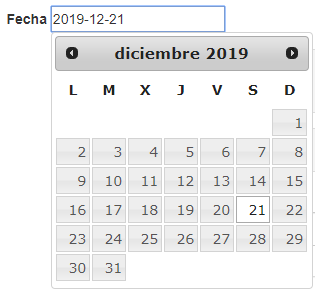 Fecha 2019-12-21
diciembre 2019
L M X J V S D
1
2 3 4 5 6 7 8
9 10 11 12 13 14 15
16 17 18 19 20 21 22
23 24 25 26 27 28 29
30 31